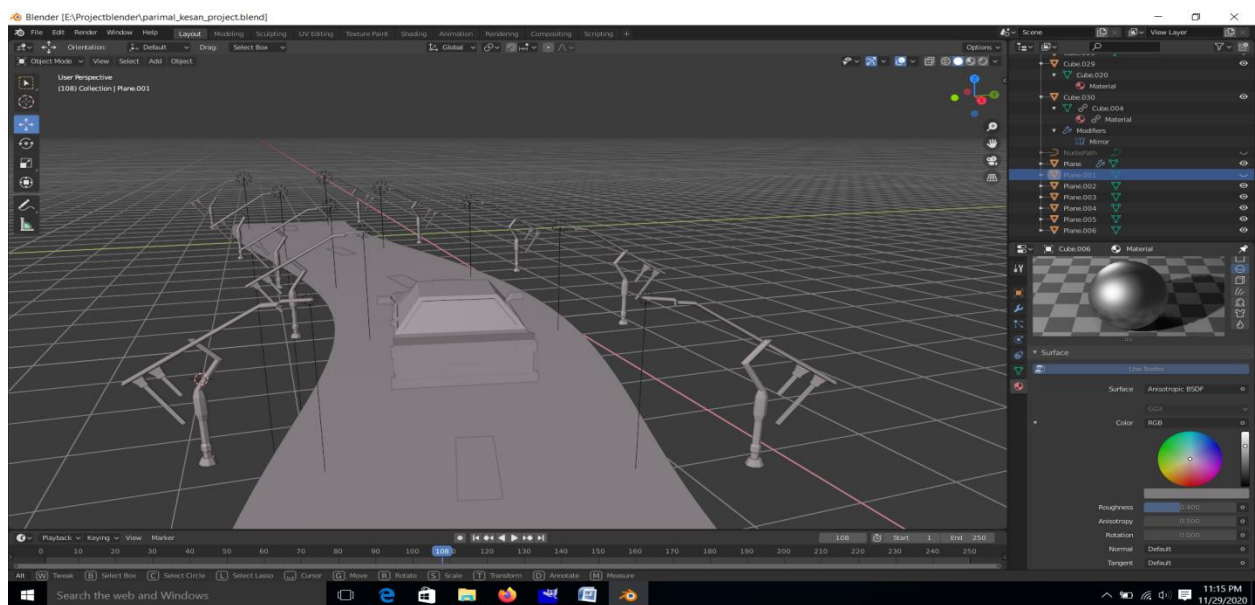 Blender [E:\Projectblender\parimal_kesan_project.blend]
File Edit Render Window Help Layout Modeling Sculpting UV Editing Texture Paint Shading Animation Rendering Compositing Scripting + Scene View Layer
Orientation: Default Drag: Select Box Global Options
Object Mode View Select Add Object
User Perspective
(108) Collection | Plane.001
Cube.029
Cube.020
Material
Cube.030
Cube.004
Material
Modifiers
Mirror
NurbsPath
Plane
Plane.001
Plane.002
Plane.003
Plane.004
Plane.005
Plane.006
Cube.006 Material
Surface
Use Nodes
Surface Anisotropic BSDF
GGX
Color RGB
Roughness 0.400
Anisotropy 0.500
Rotation 0.000
Normal Default
Tangent Default
Playback Keying View Marker 108 Start 1 End 250
0 10 20 30 40 50 60 70 80 90 100 108 120 130 140 150 160 170 180 190 200 210 220 230 240 250
Alt W Tweak B Select Box C Select Circle L Select Lasso Cursor G Move R Rotate S Scale T Transform D Annotate M Measure
Search the web and Windows
11:15 PM
11/29/2020